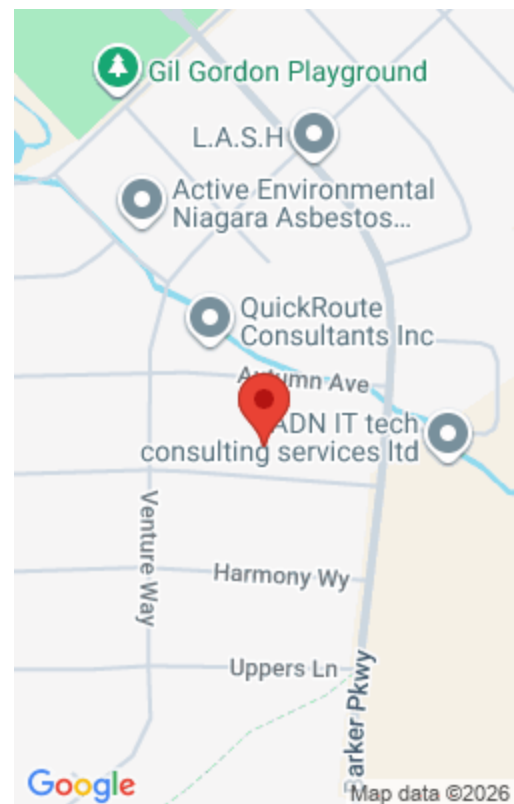 Gil Gordon Playground
L.A.S.H
Active Environmental
Niagara Asbestos...
QuickRoute
Consultants Inc
Autumn Ave
ADN IT tech
consulting services ltd
Venture Way
Harmony Wy
Uppers Ln
Barker Pkwy
Google
Map data ©2026